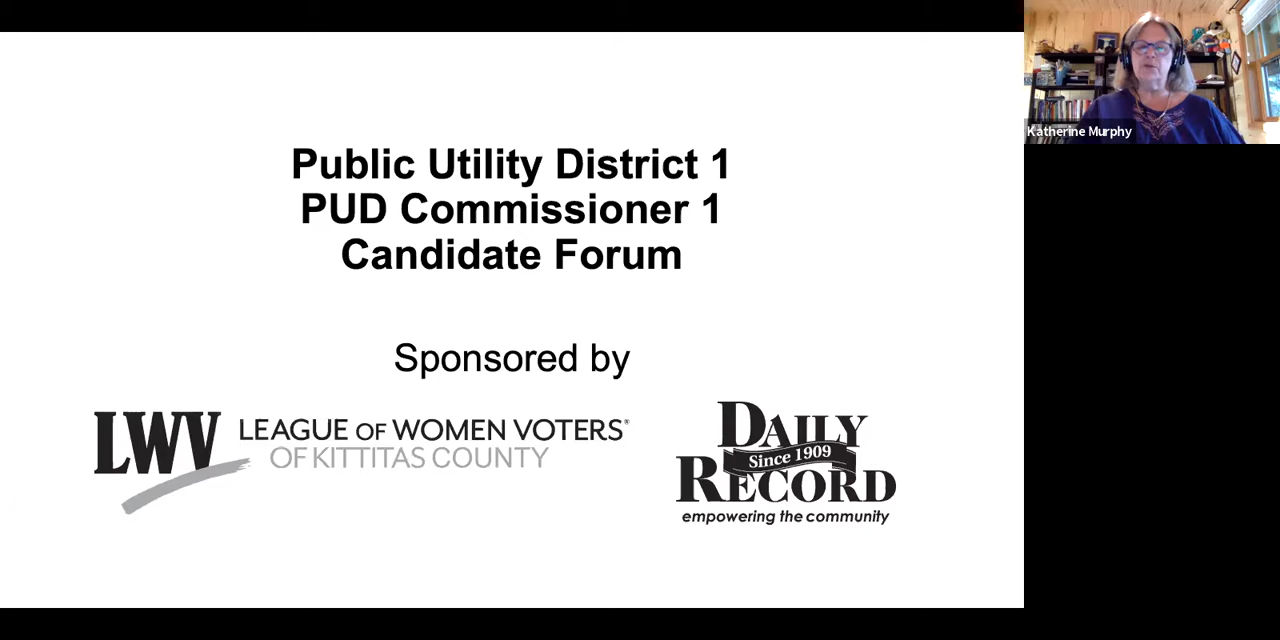 Public Utility District 1
PUD Commissioner 1
Candidate Forum
Sponsored by
LWV LEAGUE OF WOMEN VOTERS®
OF KITTITAS COUNTY
DAILY
Since 1909
RECORD
empowering the community
Katherine Murphy